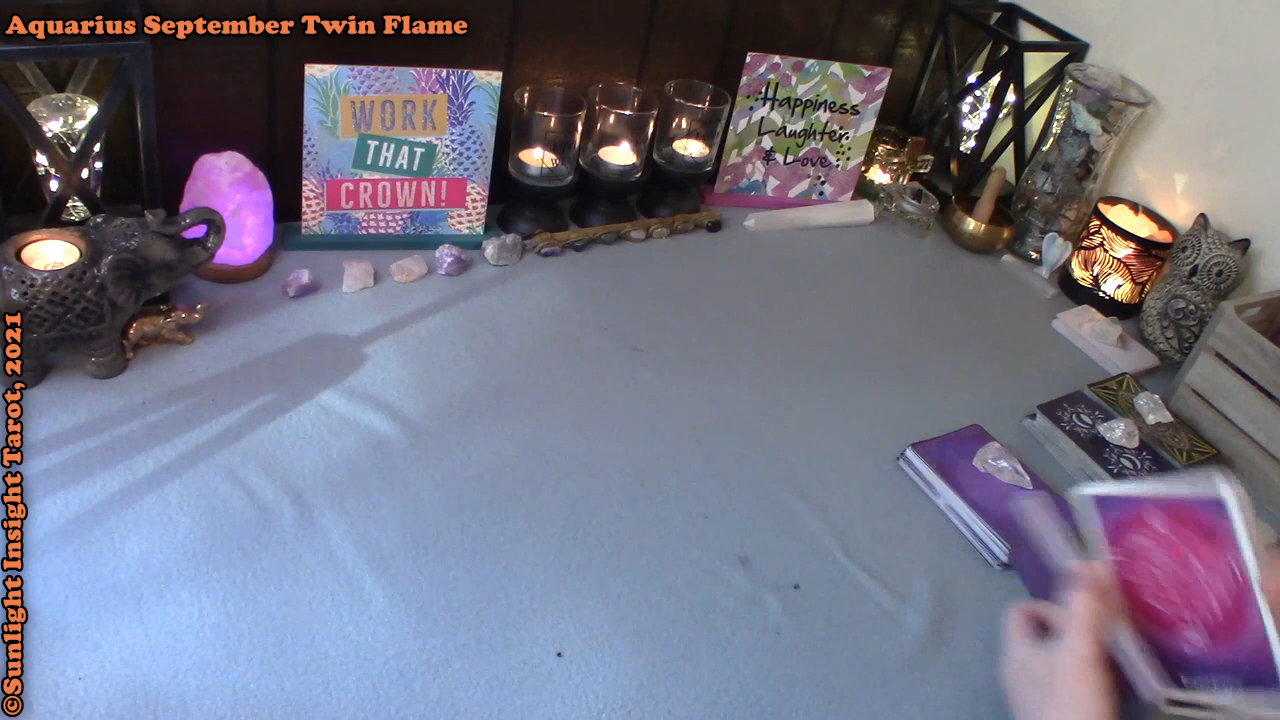 Aquarius September Twin Flame
WORK
THAT
CROWN!
Happiness
Laughter
& Love
©Sunlight Insight Tarot, 2021